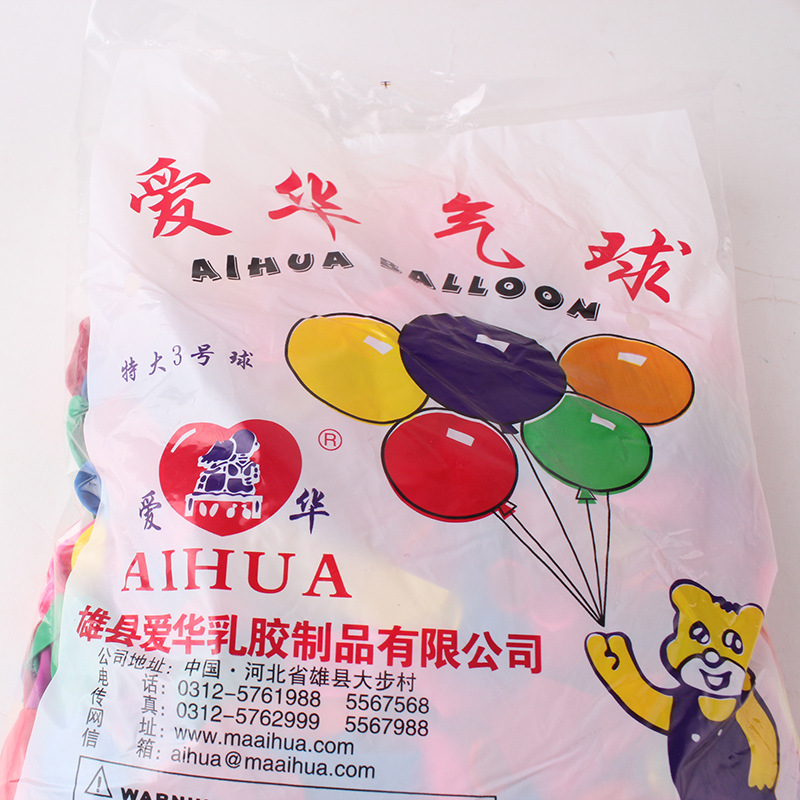 爱华气球
AIHUA BALLOON
特大3号球
®
爱华
AIHUA
雄县爱华乳胶制品有限公司
公司地址：中国·河北省雄县大步村
电话：0312-5761988 5567568
传真：0312-5762999 5567988
网址：www.maaihua.com
信箱：aihua@maaihua.com
WARNIN